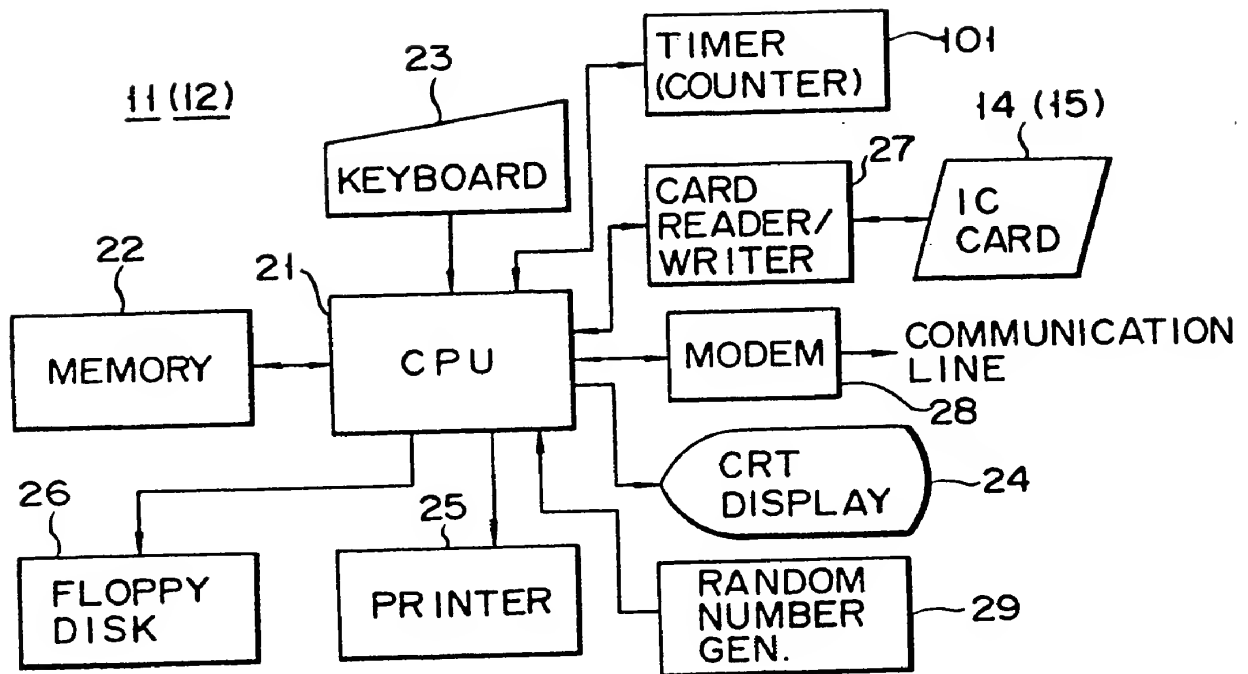 11 (12)
23
KEYBOARD
TIMER
(COUNTER)
101
14 (15)
27
CARD
READER/
WRITER
IC
CARD
22
MEMORY
21
CPU
MODEM
28
COMMUNICATION
LINE
CRT
DISPLAY
24
26
FLOPPY
DISK
25
PRINTER
RANDOM
NUMBER
GEN.
29